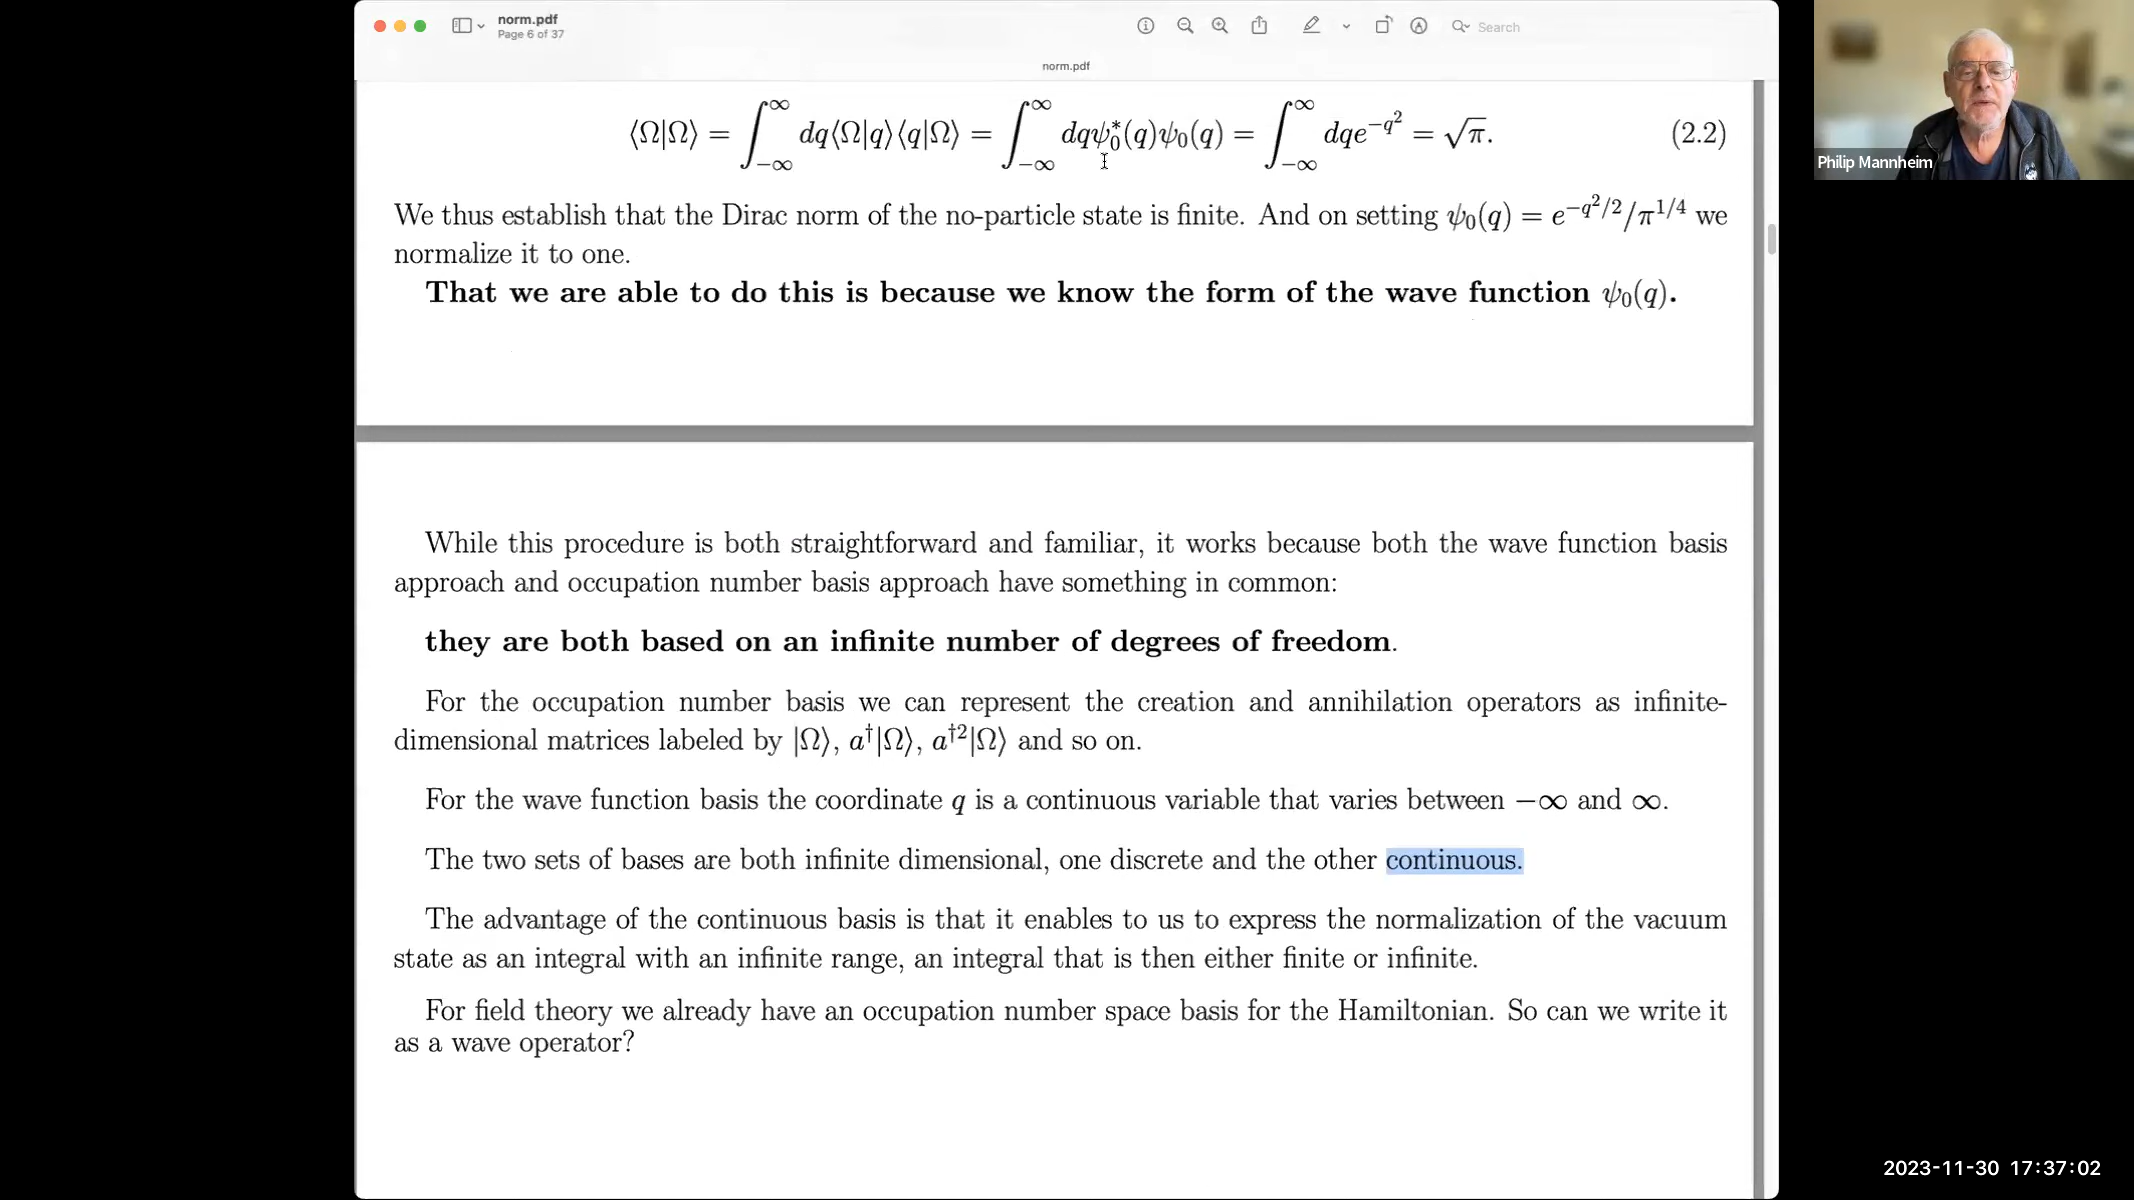 norm.pdf
Page 6 of 37
Search
norm.pdf
⟨Ω|Ω⟩ = ∫_{−∞}^{∞} dq⟨Ω|q⟩⟨q|Ω⟩ = ∫_{−∞}^{∞} dqψ₀*(q)ψ₀(q) = ∫_{−∞}^{∞} dqe^{−q²} = √π. (2.2)
We thus establish that the Dirac norm of the no-particle state is finite. And on setting ψ₀(q) = e^{−q²/2}/π^{1/4} we
normalize it to one.
That we are able to do this is because we know the form of the wave function ψ₀(q).
While this procedure is both straightforward and familiar, it works because both the wave function basis
approach and occupation number basis approach have something in common:
they are both based on an infinite number of degrees of freedom.
For the occupation number basis we can represent the creation and annihilation operators as infinite-
dimensional matrices labeled by |Ω⟩, a†|Ω⟩, a†²|Ω⟩ and so on.
For the wave function basis the coordinate q is a continuous variable that varies between −∞ and ∞.
The two sets of bases are both infinite dimensional, one discrete and the other continuous.
The advantage of the continuous basis is that it enables to us to express the normalization of the vacuum
state as an integral with an infinite range, an integral that is then either finite or infinite.
For field theory we already have an occupation number space basis for the Hamiltonian. So can we write it
as a wave operator?
Philip Mannheim
2023-11-30 17:37:02